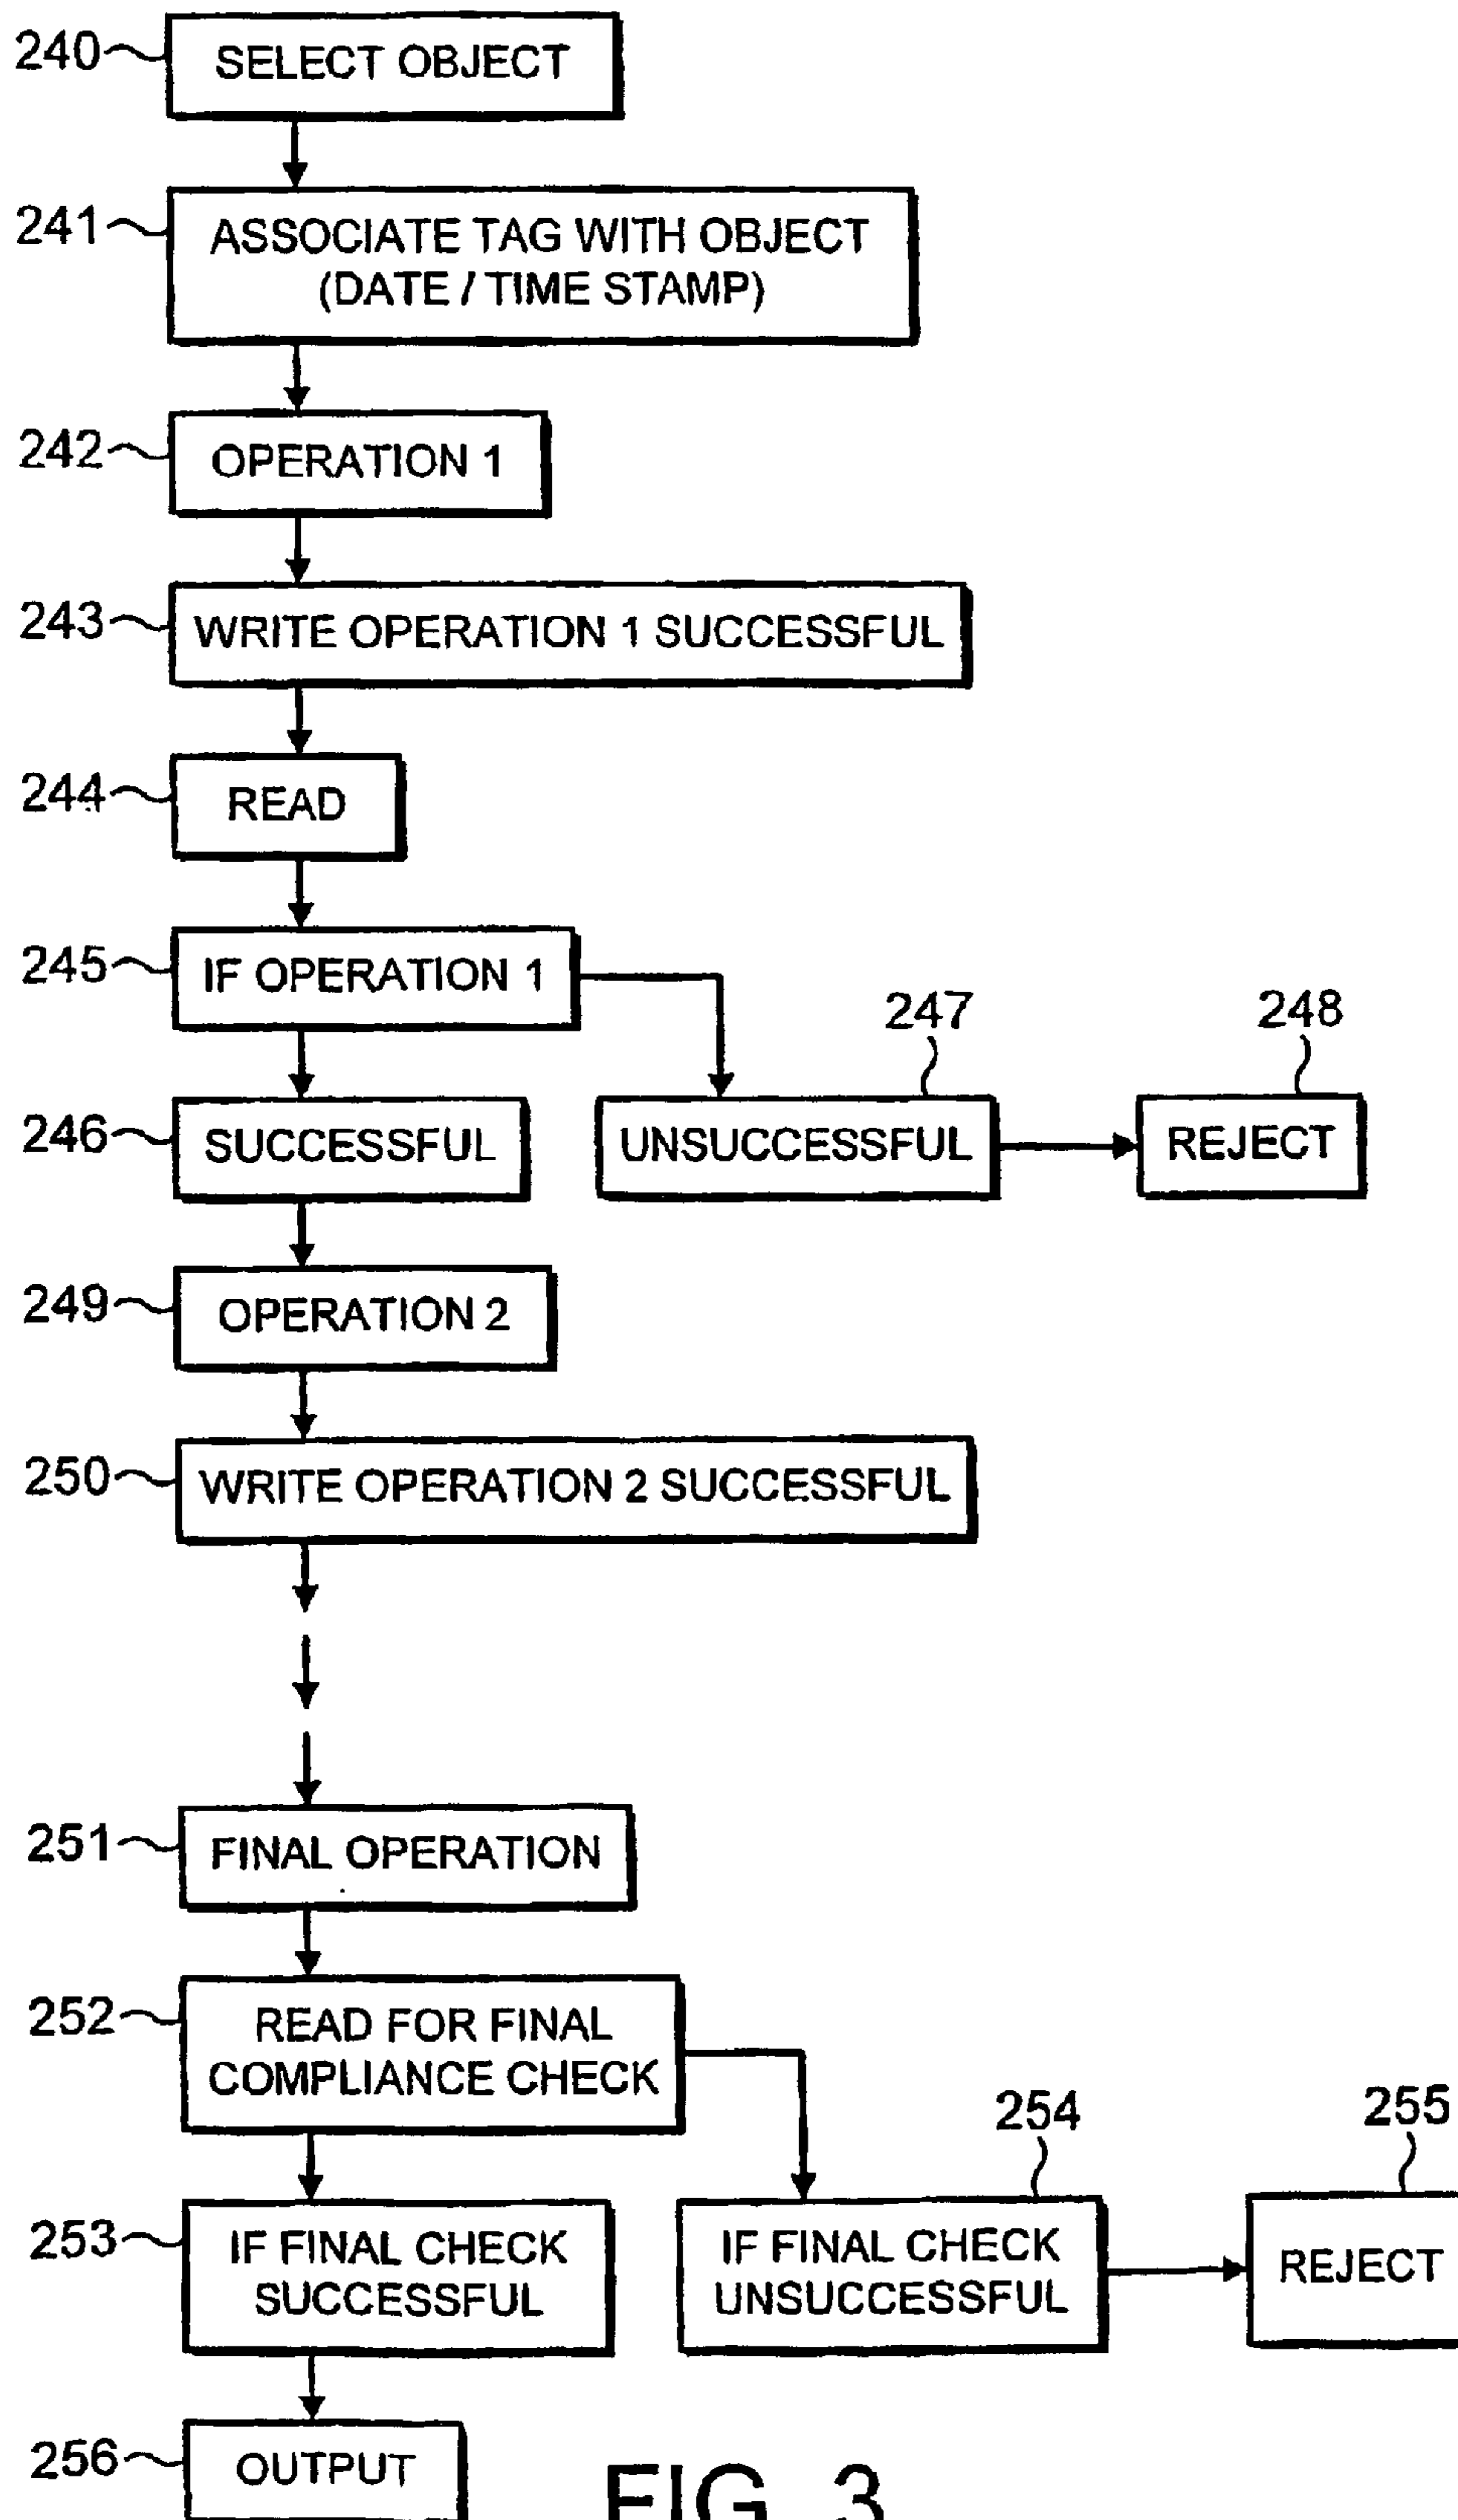 240
SELECT OBJECT
241
ASSOCIATE TAG WITH OBJECT
(DATE / TIME STAMP)
242
OPERATION 1
243
WRITE OPERATION 1 SUCCESSFUL
244
READ
245
IF OPERATION 1
247
248
246
SUCCESSFUL
UNSUCCESSFUL
REJECT
249
OPERATION 2
250
WRITE OPERATION 2 SUCCESSFUL
251
FINAL OPERATION
252
READ FOR FINAL
COMPLIANCE CHECK
254
255
253
IF FINAL CHECK
SUCCESSFUL
IF FINAL CHECK
UNSUCCESSFUL
REJECT
256
OUTPUT
FIG. 3